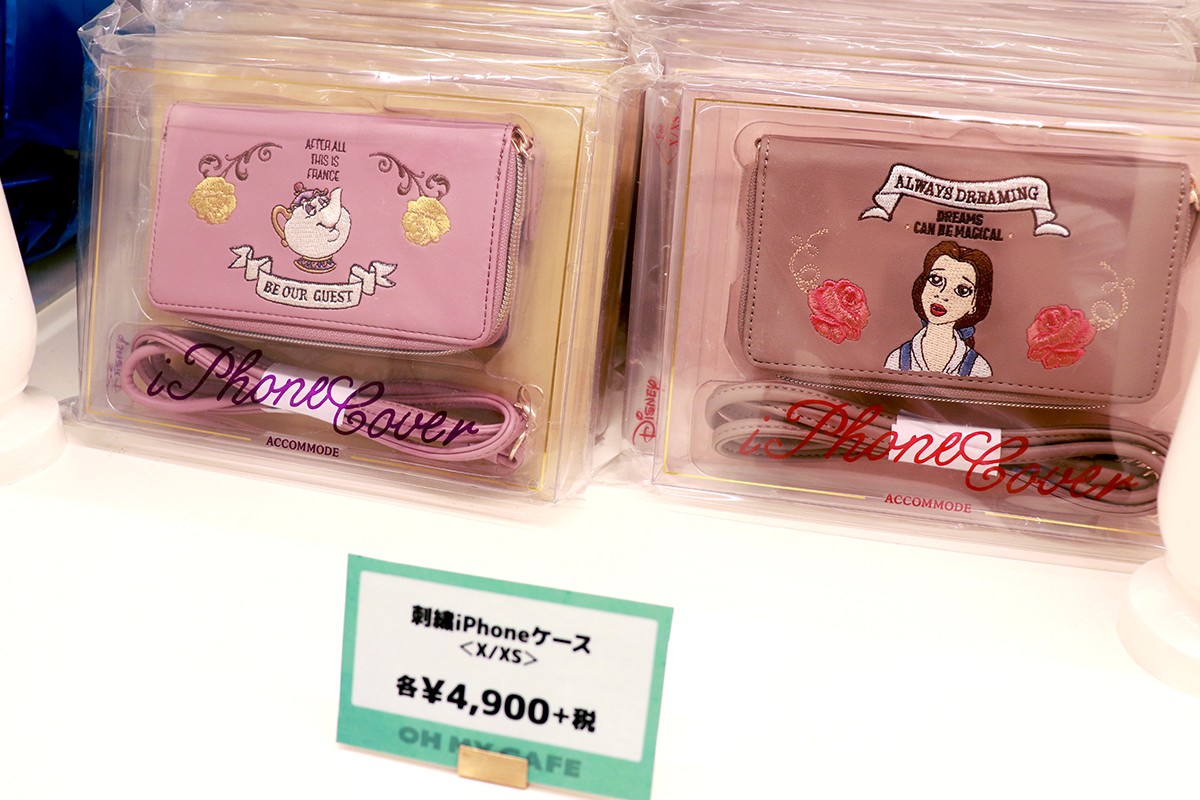 AFTER ALL
THIS IS
FRANCE
BE OUR GUEST
DISNEY
iPhone Cover
ACCOMMODE
ALWAYS DREAMING
DREAMS
CAN BE MAGICAL
X/XS
DISNEY
iPhone Cover
ACCOMMODE
刺繍iPhoneケース
＜X/XS＞
各¥4,900+税
OH MY CAFE